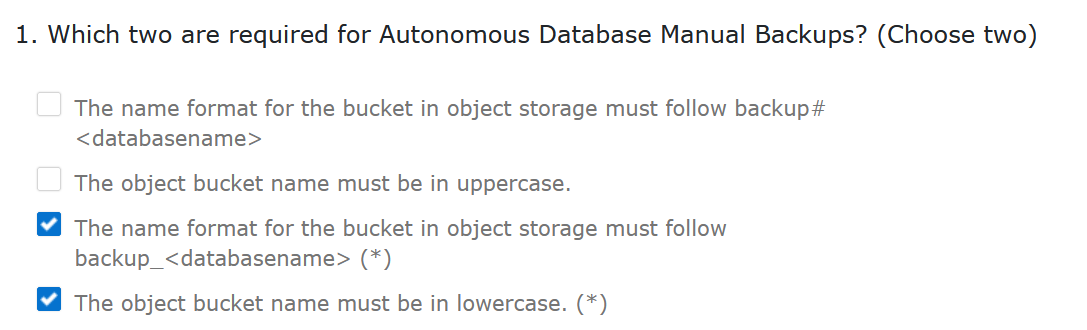 1. Which two are required for Autonomous Database Manual Backups? (Choose two)
The name format for the bucket in object storage must follow backup#
<databasename>
The object bucket name must be in uppercase.
The name format for the bucket in object storage must follow
backup_<databasename> (*)
The object bucket name must be in lowercase. (*)